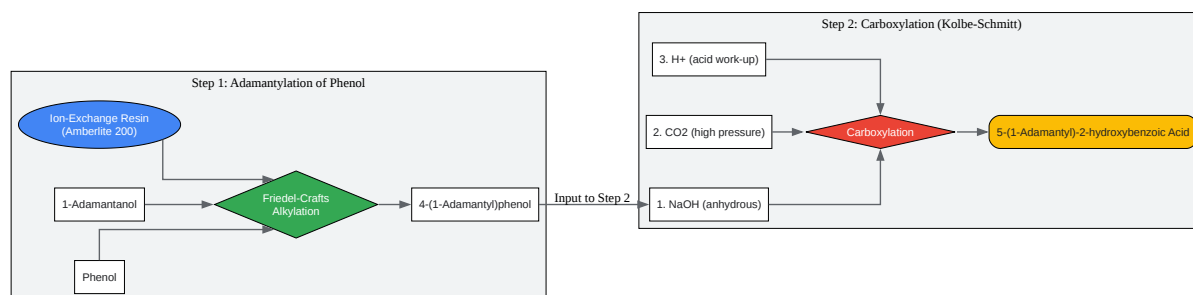 Step 1: Adamantylation of Phenol
Ion-Exchange Resin
(Amberlite 200)
1-Adamantanol
Phenol
Friedel-Crafts
Alkylation
4-(1-Adamantyl)phenol
Input to Step 2
Step 2: Carboxylation (Kolbe-Schmitt)
3. H+ (acid work-up)
2. CO2 (high pressure)
1. NaOH (anhydrous)
Carboxylation
5-(1-Adamantyl)-2-hydroxybenzoic Acid